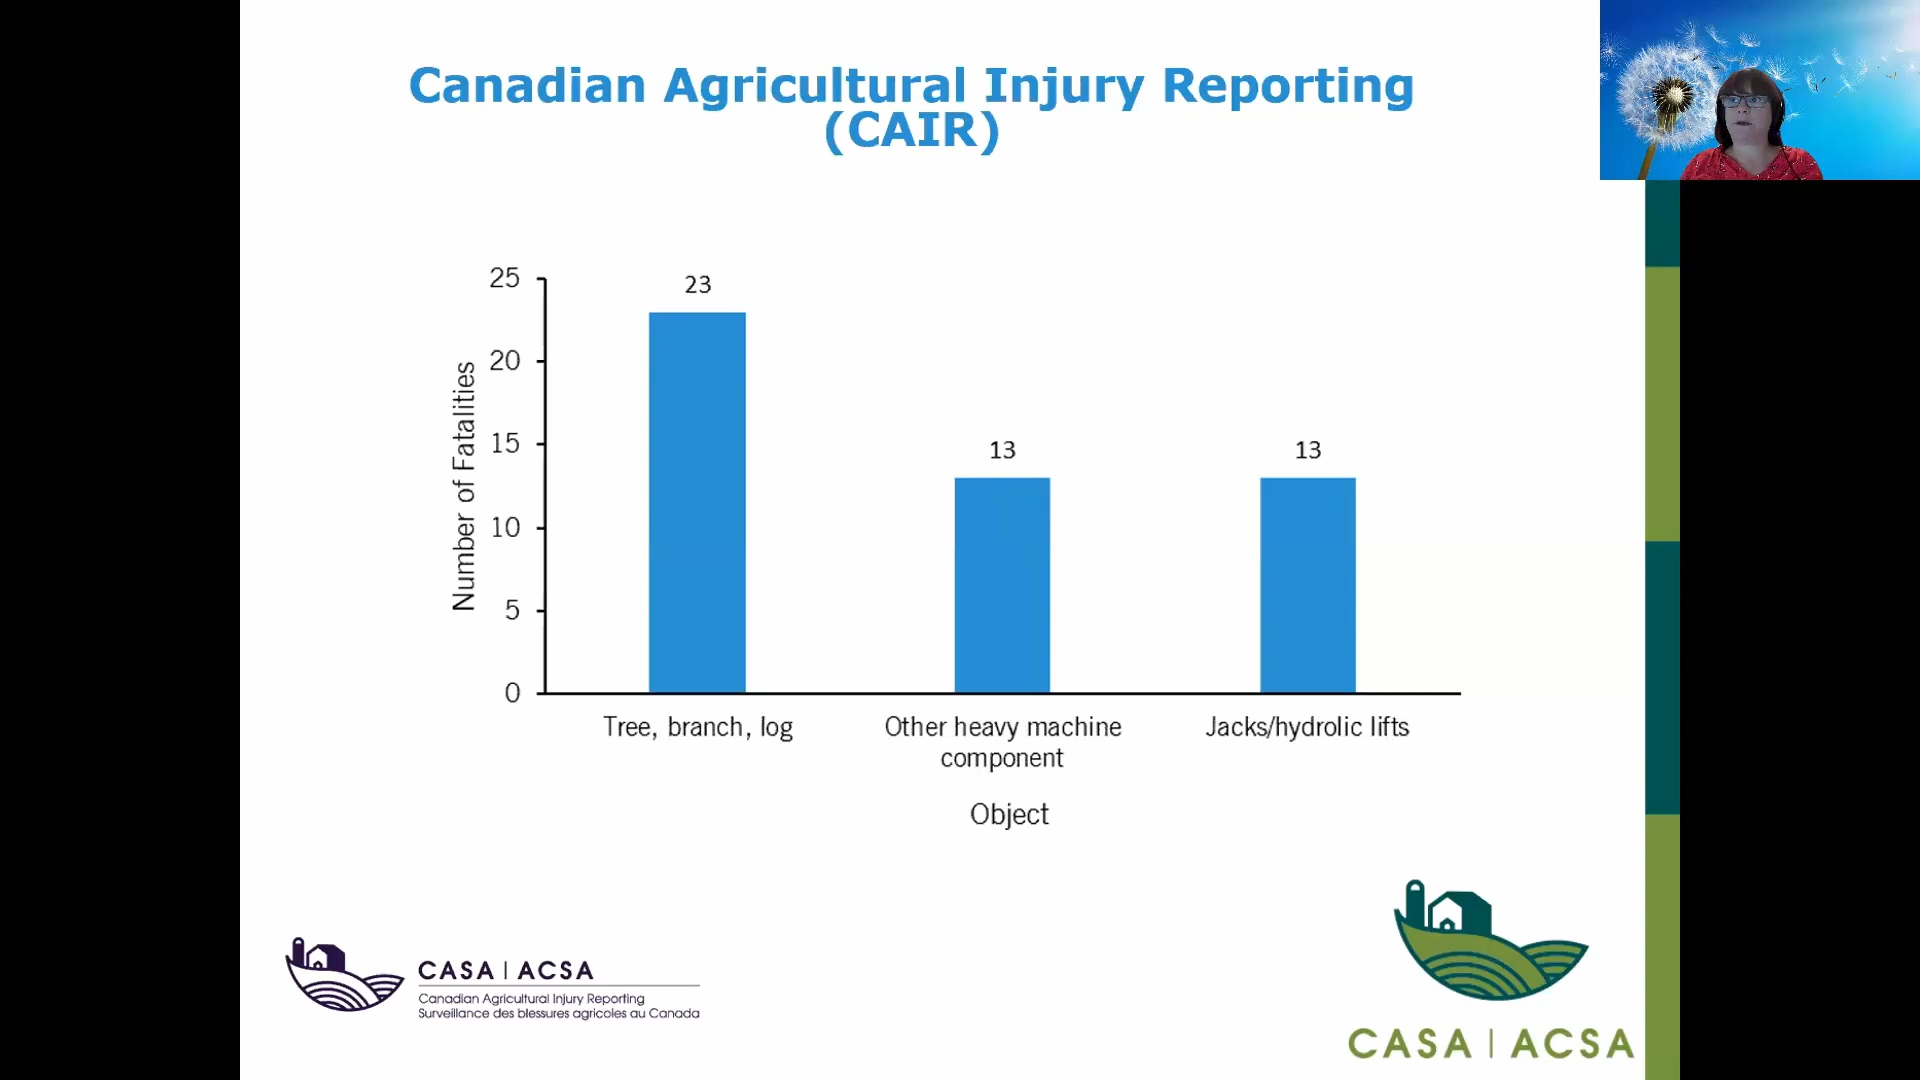 Canadian Agricultural Injury Reporting
(CAIR)
25
20
15
10
5
0
Number of Fatalities
23
13
13
Tree, branch, log
Other heavy machine
component
Jacks/hydrolic lifts
Object
CASA | ACSA
Canadian Agricultural Injury Reporting
Surveillance des blessures agricoles au Canada
CASA | ACSA